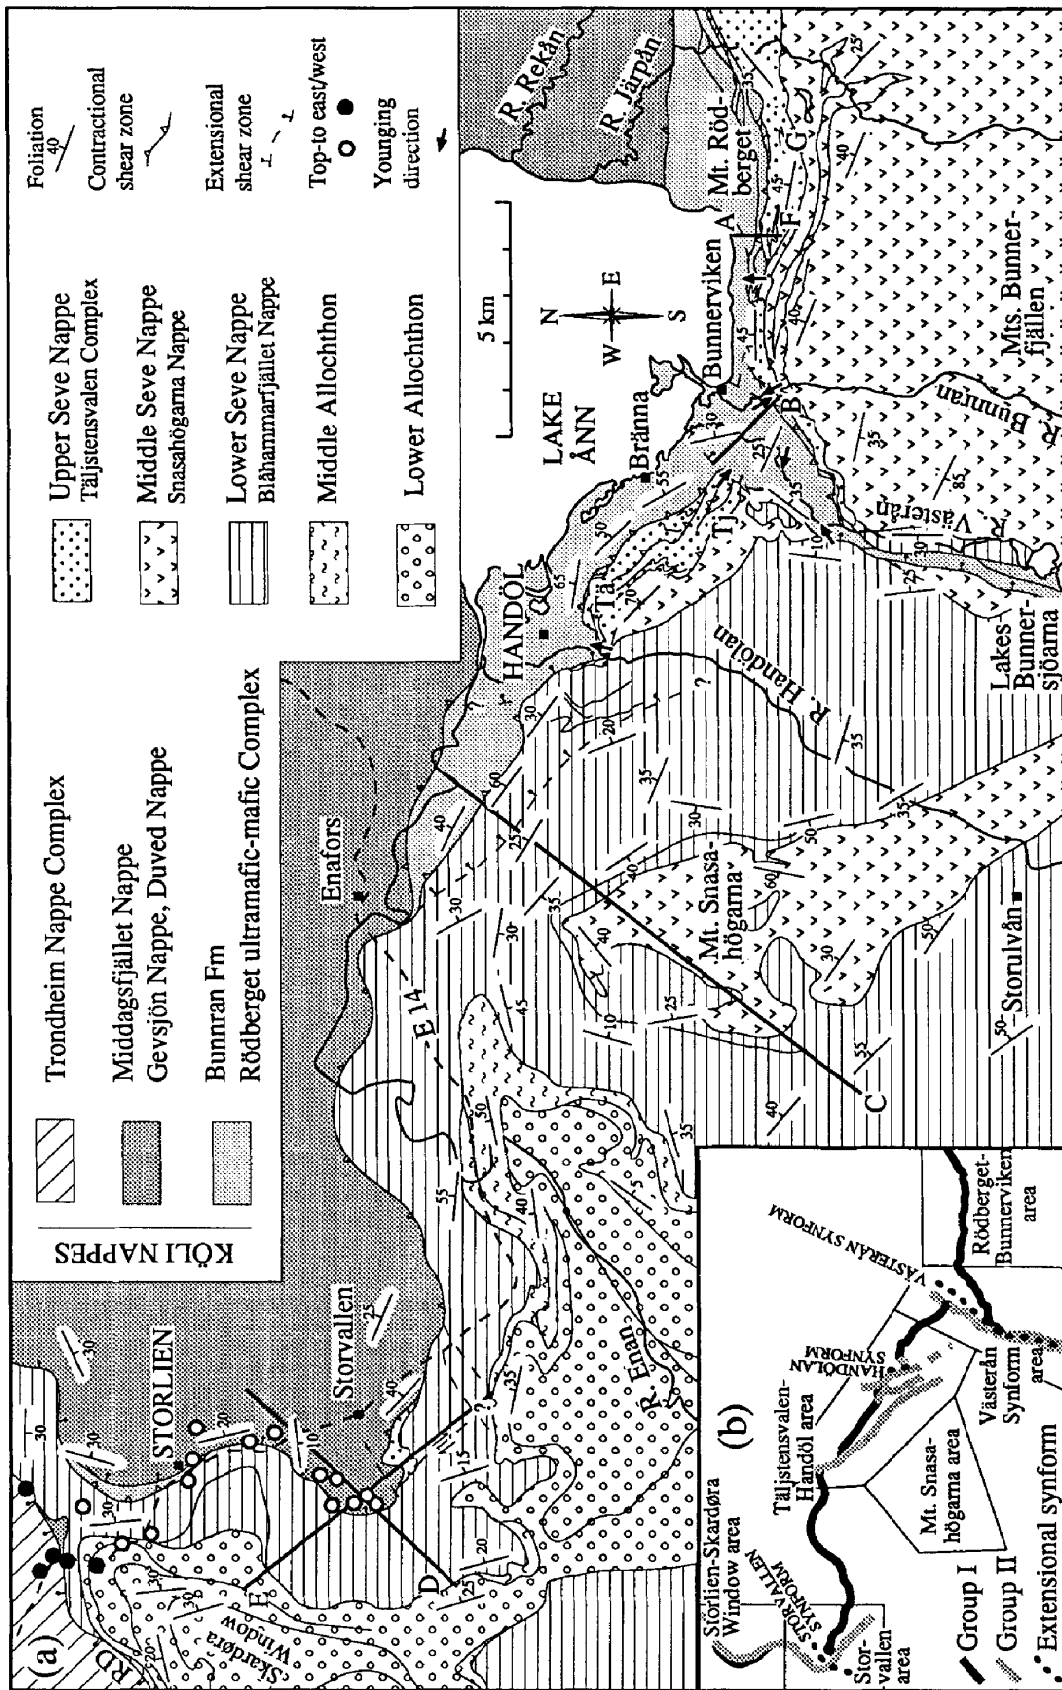 (a)
KÖLI NAPPES
Trondheim Nappe Complex
Middagsfjället Nappe
Gevsjön Nappe, Duved Nappe
Bunnran Fm
Rödberget ultramafic-mafic Complex
Upper Seve Nappe
Täljstensvalen Complex
Middle Seve Nappe
Snasahögarna Nappe
Lower Seve Nappe
Blåhammarfjället Nappe
Middle Allochthon
Lower Allochthon
Foliation
40
Contractional
shear zone
Extensional
shear zone
Top-to east/west
Younging
direction
5 km
N
W
E
S
LAKE
ÅNN
R. Rekån
R. Järpån
Mt. Röd-
berget
Bunnerviken
Bränna
HANDÖL
Enafors
E 14
STORLIEN
Storvallen
RD
Skardøra
Window
R. Enan
Mt. Snasa-
högarna
Storulvån
R. Handölan
Tä
Tj
Lakes-
Bunner-
sjöarna
R. Västerån
R. Bunnran
Mts. Bunner-
fjällen
A
B
C
D
E
F
G
(b)
Storlien-Skardøra
Window area
STORVALLEN
SYNFORM
Stor-
vallen
area
Täljstensvalen-
Handöl area
HANDÖLAN
SYNFORM
Mt. Snasa-
högarna area
VÄSTERÅN SYNFORM
Västerån
Synform
area
Rödberget-
Bunnerviken
area
Group I
Group II
Extensional synform